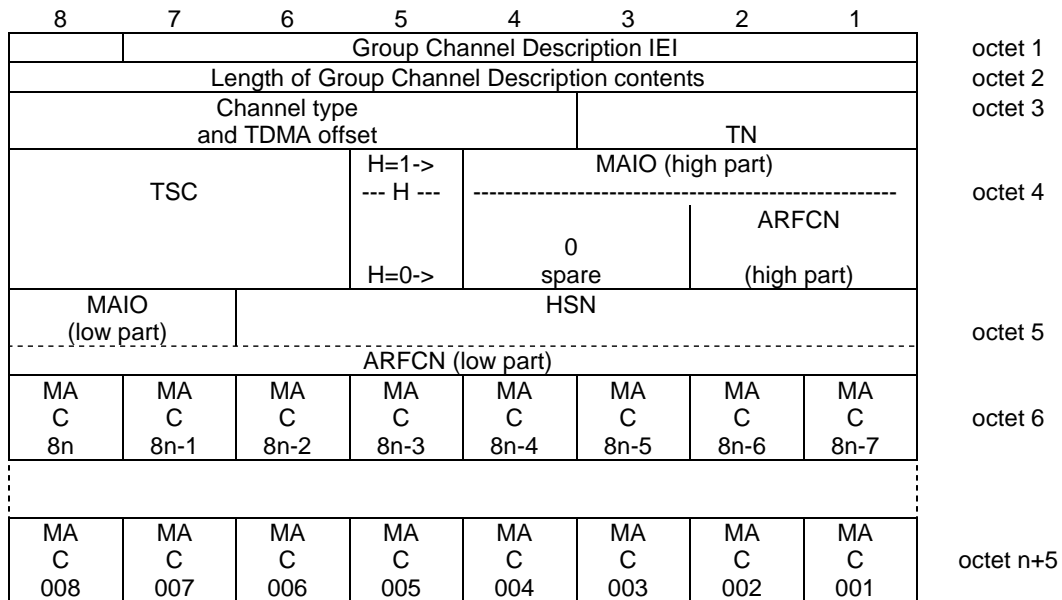 8 7 6 5 4 3 2 1
Group Channel Description IEI octet 1
Length of Group Channel Description contents octet 2
Channel type octet 3
and TDMA offset TN
H=1-> MAIO (high part)
TSC --- H --- ------------------------------------------------------- octet 4
ARFCN
0
H=0-> spare (high part)
MAIO HSN
(low part) octet 5
ARFCN (low part)
MA MA MA MA MA MA MA MA
C C C C C C C C octet 6
8n 8n-1 8n-2 8n-3 8n-4 8n-5 8n-6 8n-7
MA MA MA MA MA MA MA MA
C C C C C C C C octet n+5
008 007 006 005 004 003 002 001